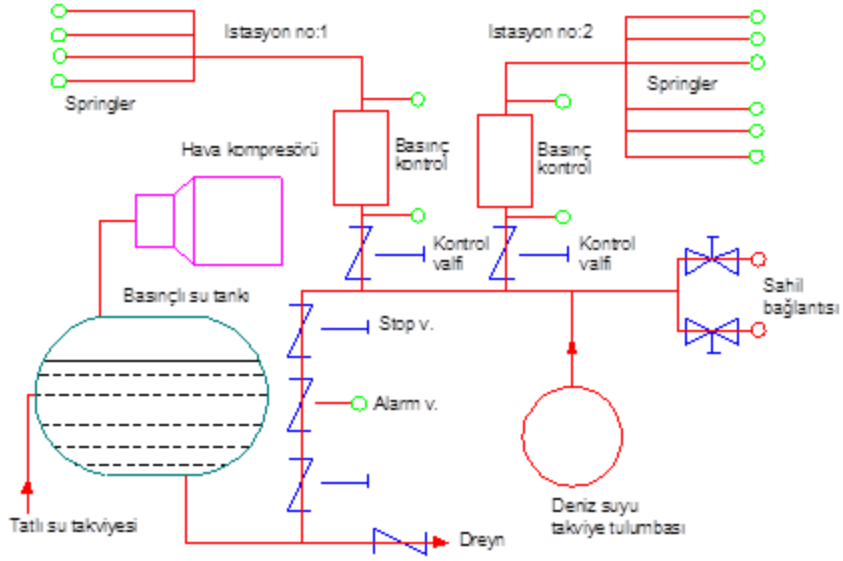 Istasyon no:1
Istasyon no:2
Springler
Springler
Hava kompresörü
Basınç
kontrol
Basınç
kontrol
Kontrol
valfi
Kontrol
valfi
Sahil
bağlantısı
Basınçlı su tankı
Stop v.
Alarm v.
Tatlı su takviyesi
Deniz suyu
takviye tulumbası
Dreyn